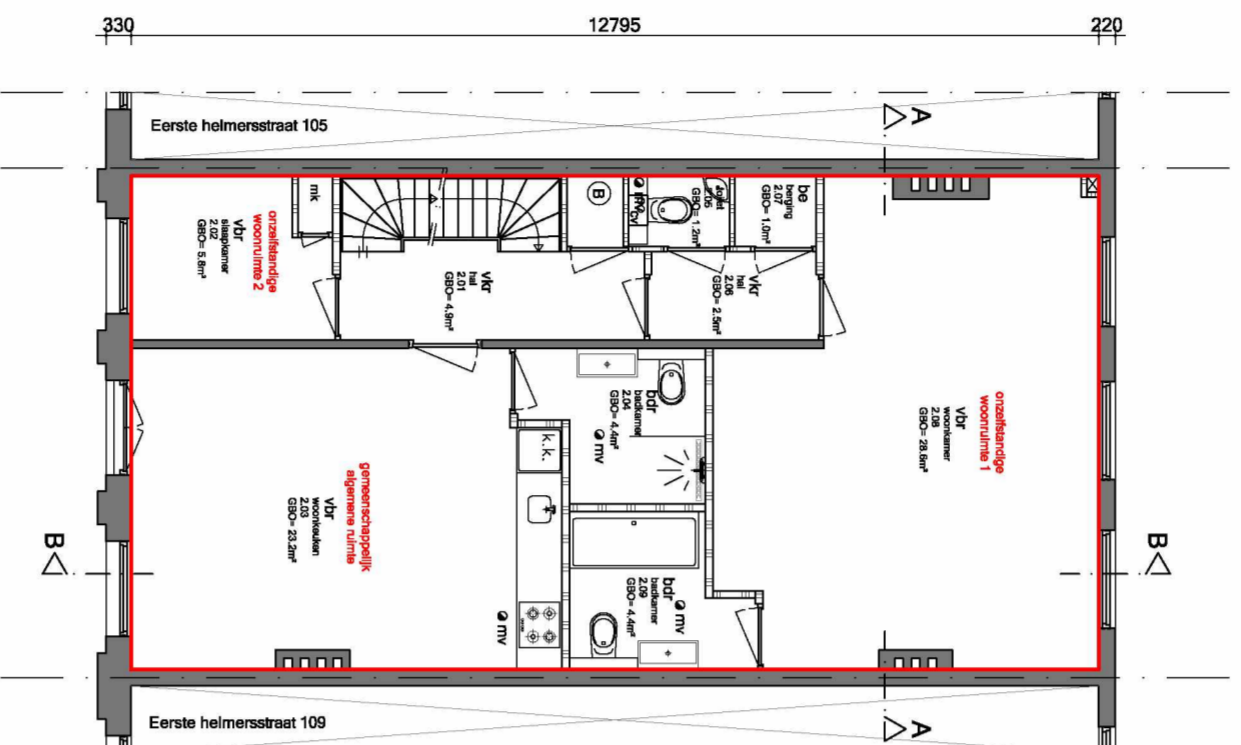 330
12795
220
Eerste helmersstraat 105
A
mk
B
CV
toilet
2.05
GBO= 1.2m²
be
berging
2.07
GBO= 1.0m²
onzelfstandige
woonruimte 2
vbr
slaapkamer
2.02
GBO= 5.8m²
vkr
hal
2.01
GBO= 4.9m²
vkr
hal
2.06
GBO= 2.5m²
bdr
badkamer
2.04
GBO= 4.4m²
mv
onzelfstandige
woonruimte 1
vbr
woonkamer
2.08
GBO= 28.6m²
k.k.
gemeenschappelijk
algemene ruimte
vbr
woonkeuken
2.03
GBO= 23.2m²
B
B
bdr
badkamer
2.09
GBO= 4.4m²
mv
mv
Eerste helmersstraat 109
A